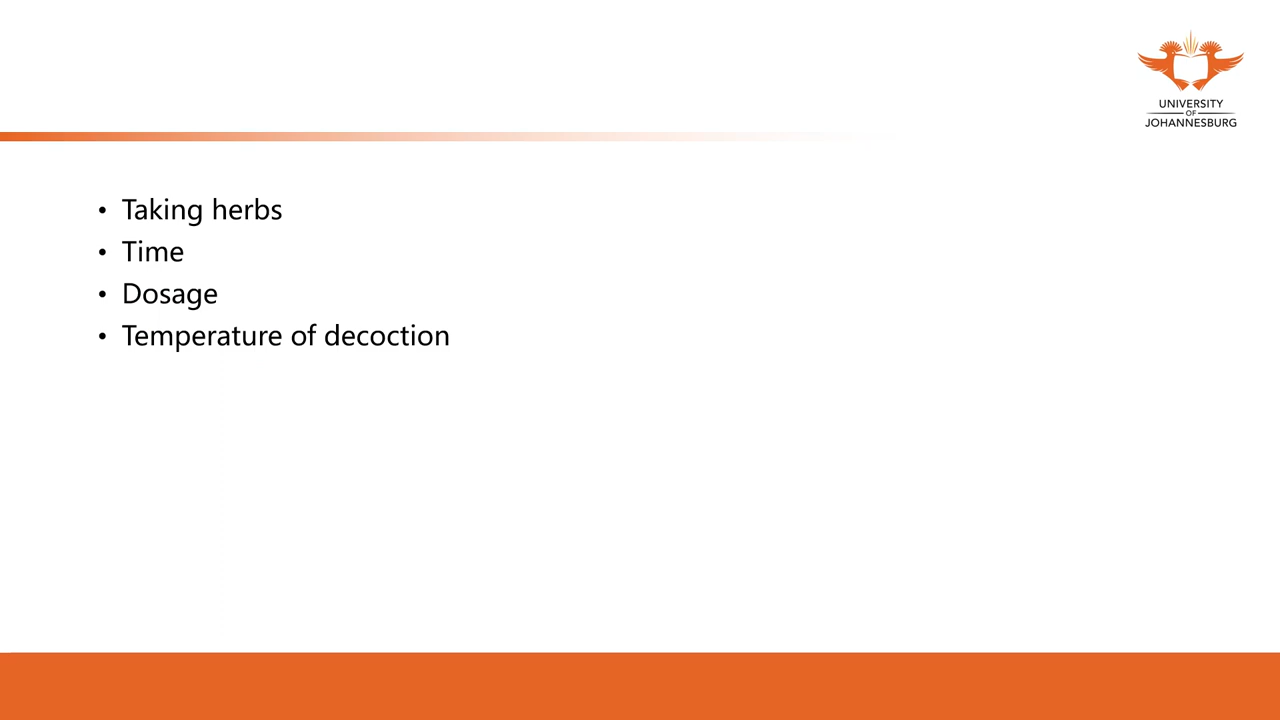 UNIVERSITY
OF
JOHANNESBURG
• Taking herbs
• Time
• Dosage
• Temperature of decoction